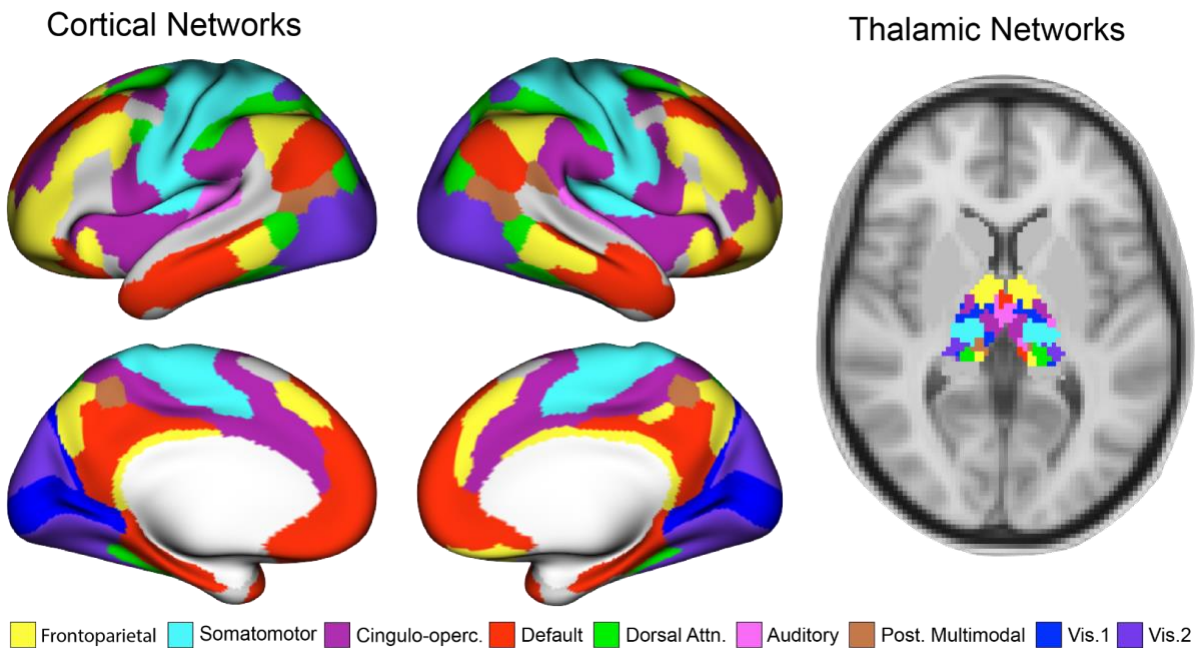 Cortical Networks
Thalamic Networks
Frontoparietal Somatomotor Cingulo-operc. Default Dorsal Attn. Auditory Post. Multimodal Vis.1 Vis.2